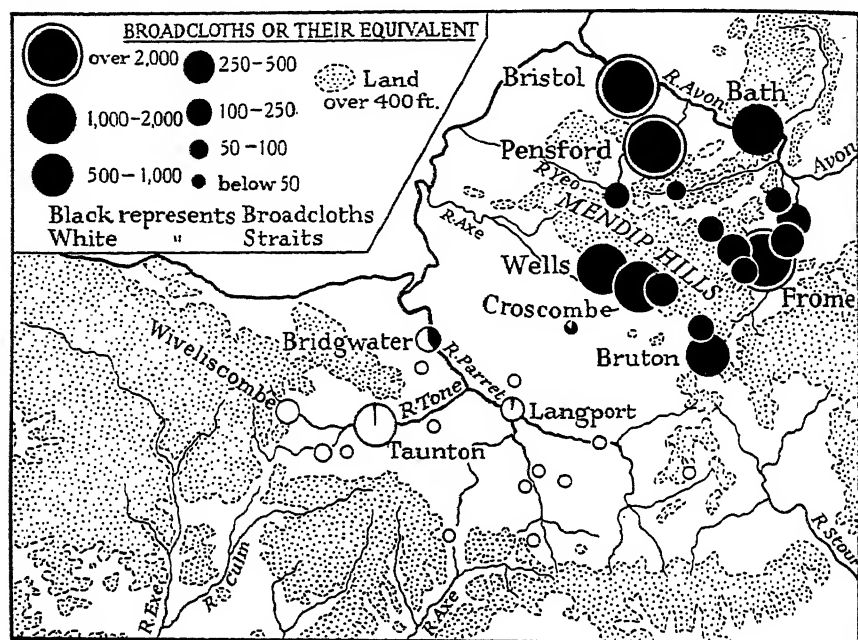 BROADCLOTHS OR THEIR EQUIVALENT
over 2,000
250-500
1,000-2,000
100-250
500-1,000
50-100
below 50
Land
over 400 ft.
Black represents Broadcloths
White " Straits
Bristol
R. Avon
Bath
Pensford
Avon
R. Yeo
MENDIP HILLS
R. Axe
Wells
Frome
Croscombe
Bruton
Wiveliscombe
Bridgwater
R. Parret
R. Tone
Langport
Taunton
R. Exe
R. Culm
R. Axe
R. Stour